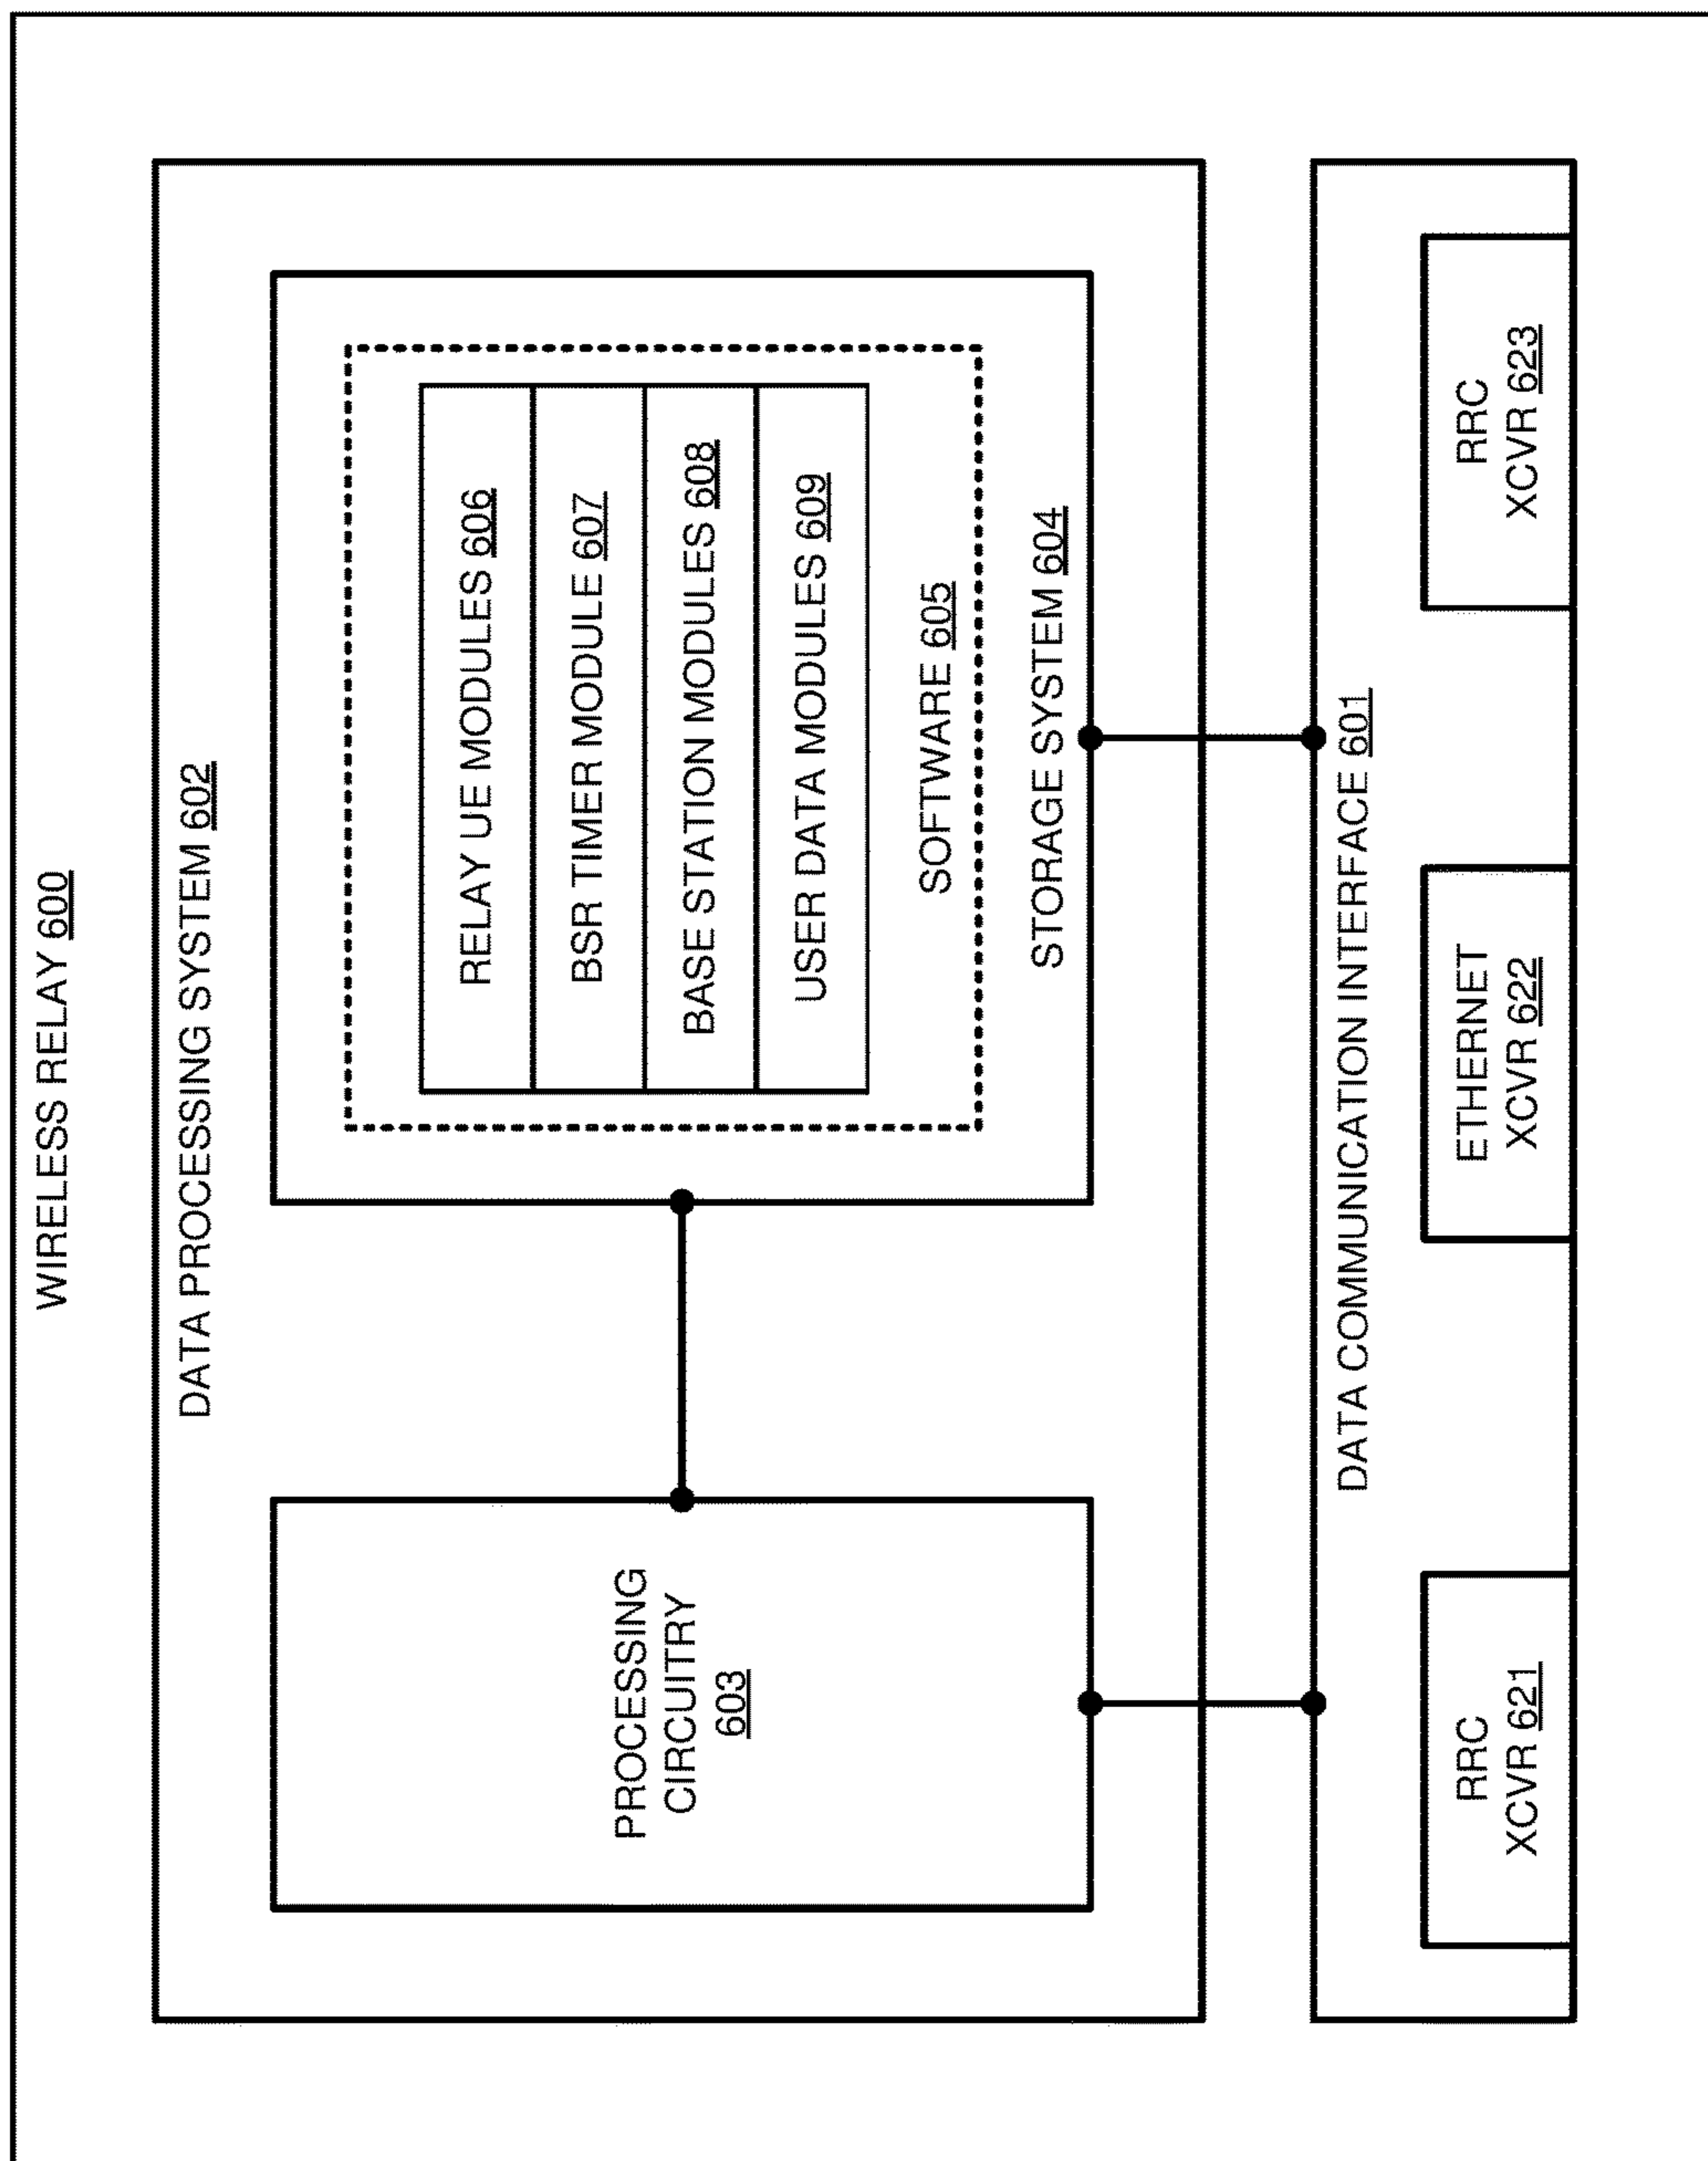 WIRELESS RELAY 600
DATA PROCESSING SYSTEM 602
PROCESSING
CIRCUITRY
603
RELAY UE MODULES 606
BSR TIMER MODULE 607
BASE STATION MODULES 608
USER DATA MODULES 609
SOFTWARE 605
STORAGE SYSTEM 604
DATA COMMUNICATION INTERFACE 601
RRC
XCVR 621
ETHERNET
XCVR 622
RRC
XCVR 623